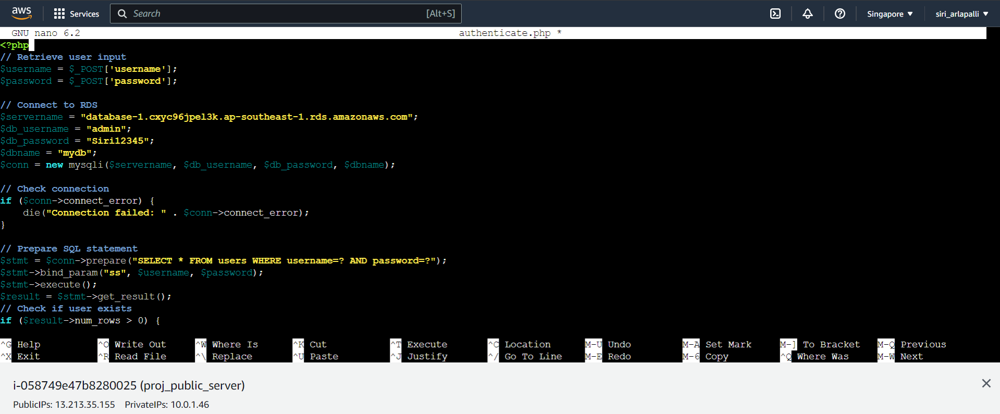 aws Services Search [Alt+S] Singapore ▼ siri_arlapalli ▼
GNU nano 6.2 authenticate.php *
<?php
// Retrieve user input
$username = $_POST['username'];
$password = $_POST['password'];
// Connect to RDS
$servername = "database-1.cxyc96jpel3k.ap-southeast-1.rds.amazonaws.com";
$db_username = "admin";
$db_password = "Siri12345";
$dbname = "mydb";
$conn = new mysqli($servername, $db_username, $db_password, $dbname);
// Check connection
if ($conn->connect_error) {
    die("Connection failed: " . $conn->connect_error);
}
// Prepare SQL statement
$stmt = $conn->prepare("SELECT * FROM users WHERE username=? AND password=?");
$stmt->bind_param("ss", $username, $password);
$stmt->execute();
$result = $stmt->get_result();
// Check if user exists
if ($result->num_rows > 0) {
^G Help ^O Write Out ^W Where Is ^K Cut ^T Execute ^C Location M-U Undo M-A Set Mark M-] To Bracket M-Q Previous
^X Exit ^R Read File ^\ Replace ^U Paste ^J Justify ^/ Go To Line M-E Redo M-6 Copy ^Q Where Was M-W Next
i-058749e47b8280025 (proj_public_server)
PublicIPs: 13.213.35.155 PrivateIPs: 10.0.1.46